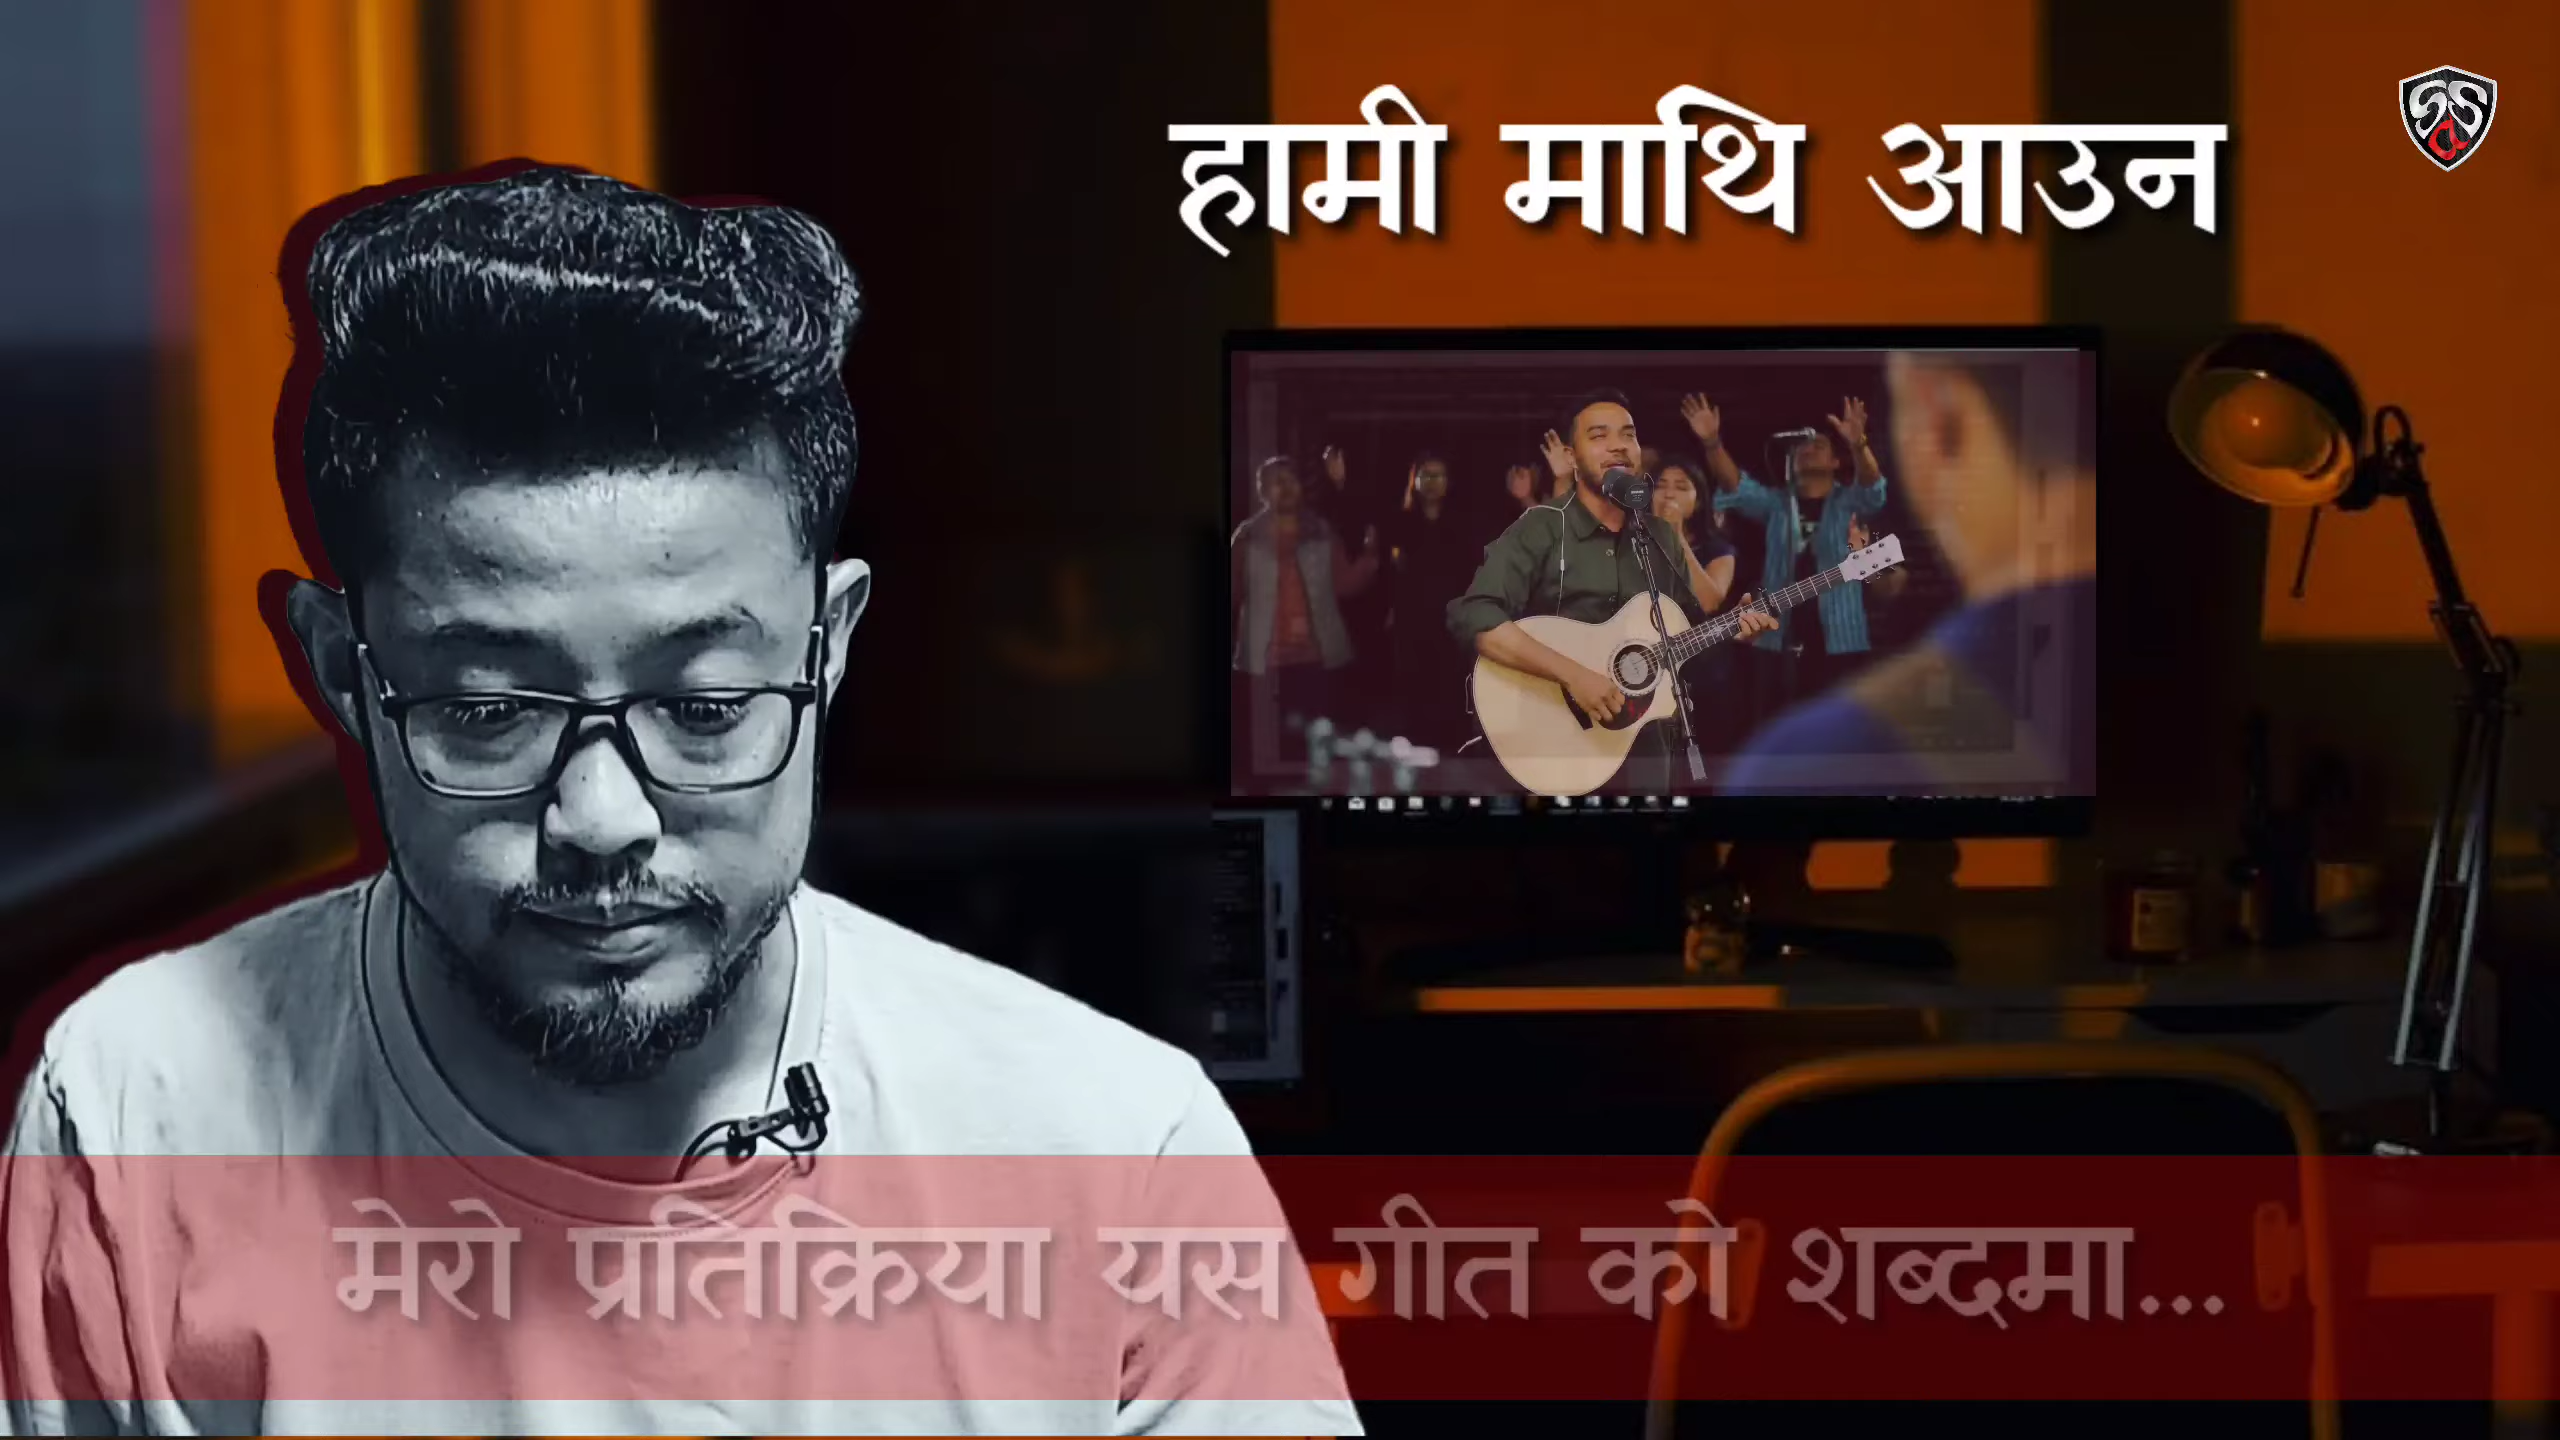 हामी माथि आउन
मेरो प्रतिक्रिया यस गीत को शब्दमा...